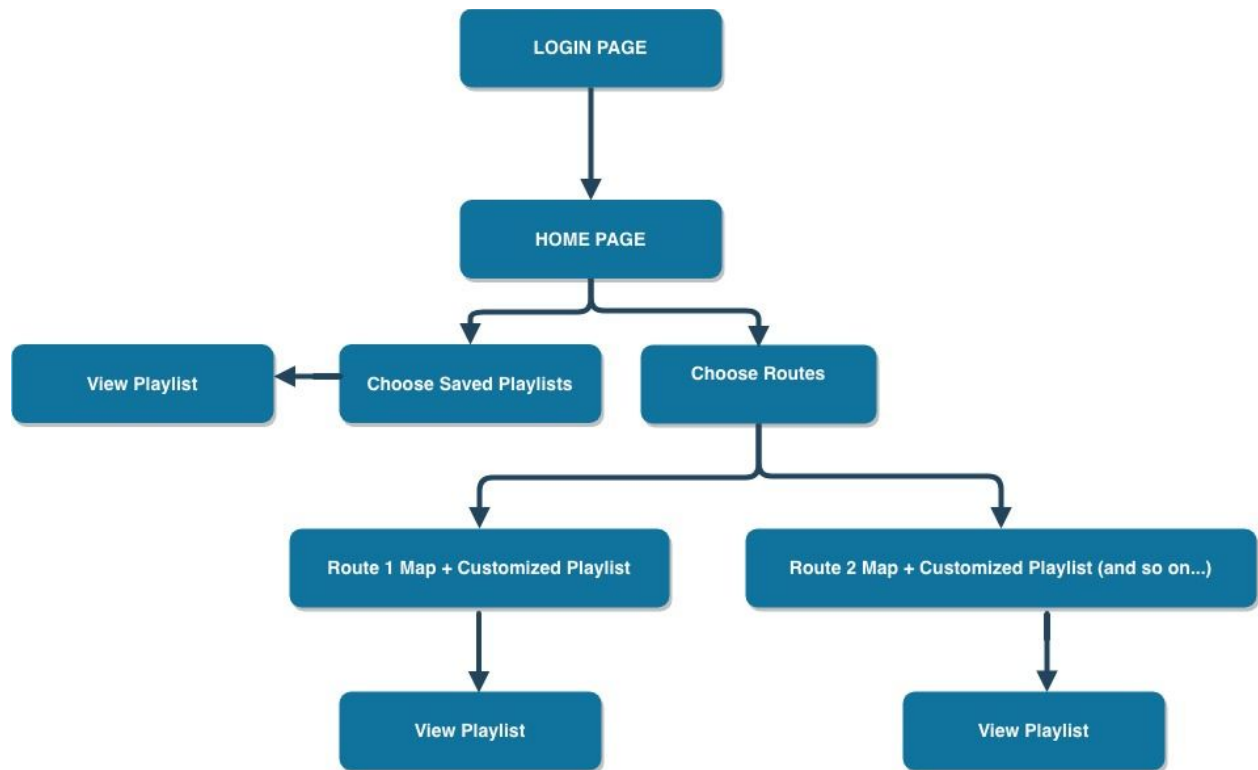 LOGIN PAGE
HOME PAGE
View Playlist
Choose Saved Playlists
Choose Routes
Route 1 Map + Customized Playlist
Route 2 Map + Customized Playlist (and so on...)
View Playlist
View Playlist